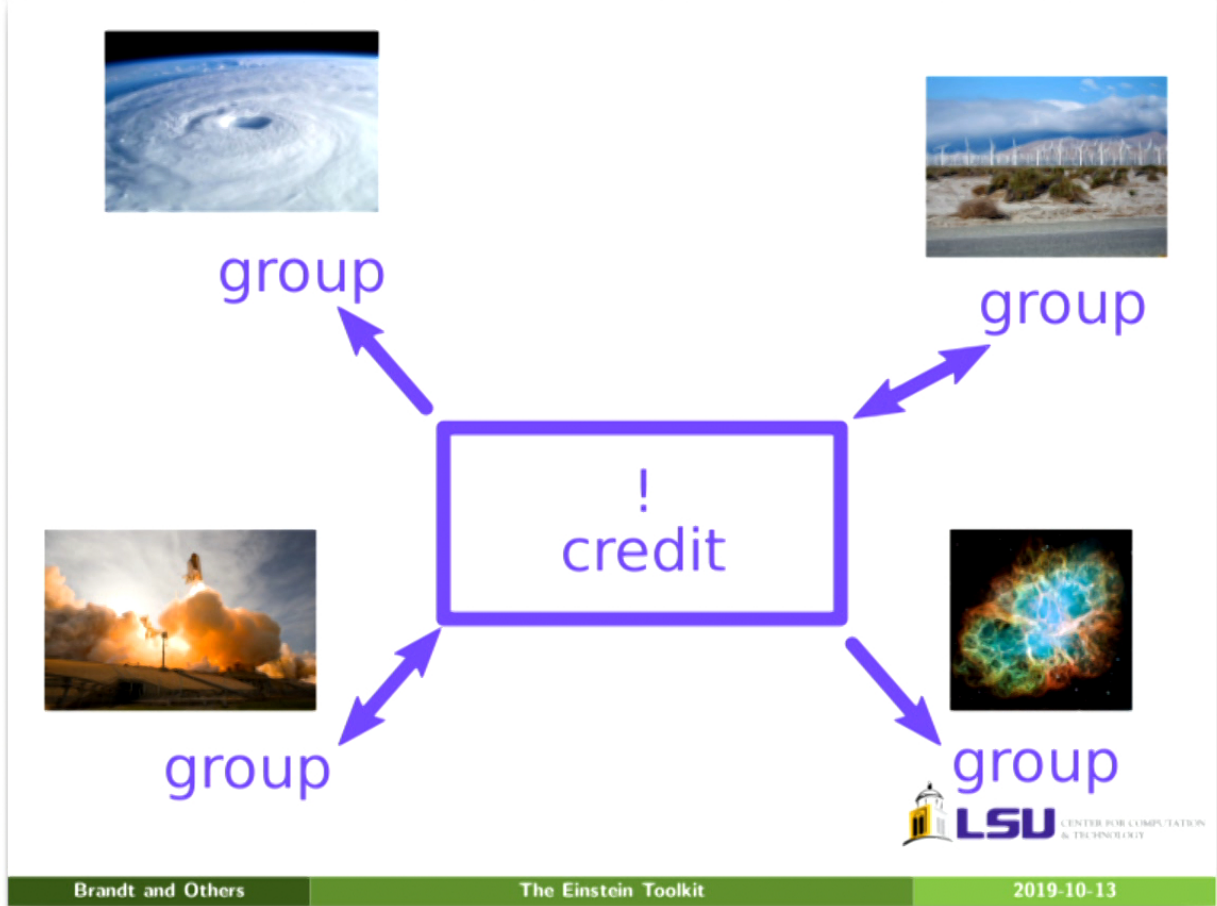 group
group
!
credit
group
group
LSU CENTER FOR COMPUTATION
& TECHNOLOGY
Brandt and Others
The Einstein Toolkit
2019-10-13